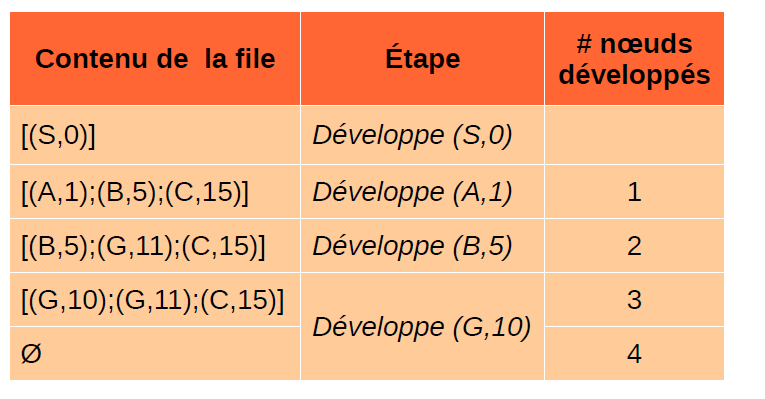 Contenu de la file Étape # nœuds
développés
[(S,0)] Développe (S,0)
[(A,1);(B,5);(C,15)] Développe (A,1) 1
[(B,5);(G,11);(C,15)] Développe (B,5) 2
[(G,10);(G,11);(C,15)] 3
Développe (G,10)
Ø 4